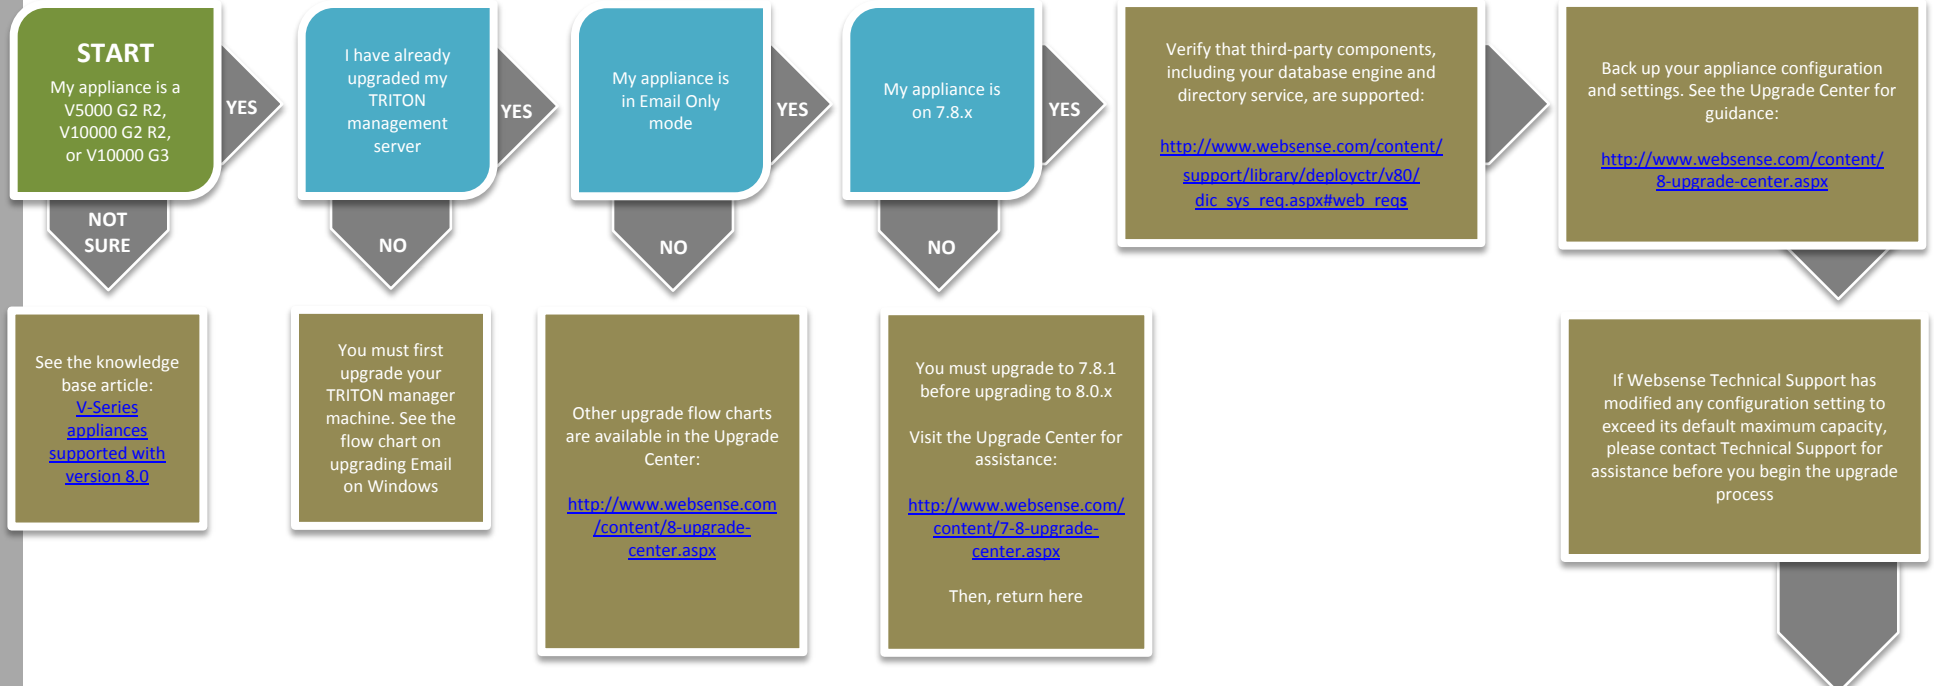 START
My appliance is a
V5000 G2 R2,
V10000 G2 R2,
or V10000 G3
YES
NOT
SURE
See the knowledge
base article:
V-Series
appliances
supported with
version 8.0
I have already
upgraded my
TRITON
management
server
YES
NO
You must first
upgrade your
TRITON manager
machine. See the
flow chart on
upgrading Email
on Windows
My appliance is
in Email Only
mode
YES
NO
Other upgrade flow charts
are available in the Upgrade
Center:
http://www.websense.com
/content/8-upgrade-
center.aspx
My appliance is
on 7.8.x
YES
NO
You must upgrade to 7.8.1
before upgrading to 8.0.x
Visit the Upgrade Center for
assistance:
http://www.websense.com/
content/7-8-upgrade-
center.aspx
Then, return here
Verify that third-party components,
including your database engine and
directory service, are supported:
http://www.websense.com/content/
support/library/deployctr/v80/
dic_sys_req.aspx#web_reqs
Back up your appliance configuration
and settings. See the Upgrade Center for
guidance:
http://www.websense.com/content/
8-upgrade-center.aspx
If Websense Technical Support has
modified any configuration setting to
exceed its default maximum capacity,
please contact Technical Support for
assistance before you begin the upgrade
process